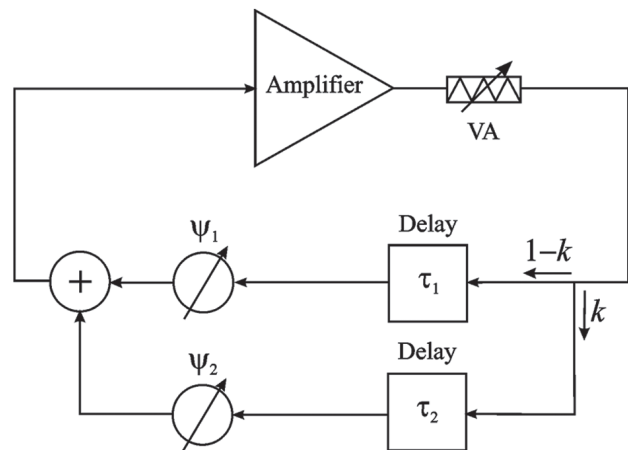 Amplifier
VA
ψ1
Delay
τ1
1–k
k
+
ψ2
Delay
τ2